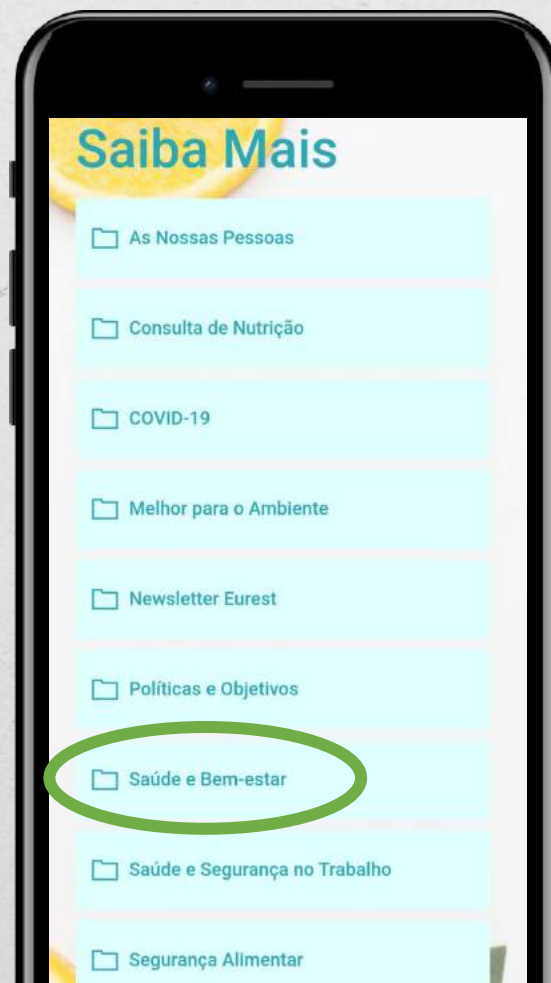 Saiba Mais
As Nossas Pessoas
Consulta de Nutrição
COVID-19
Melhor para o Ambiente
Newsletter Eurest
Políticas e Objetivos
Saúde e Bem-estar
Saúde e Segurança no Trabalho
Segurança Alimentar